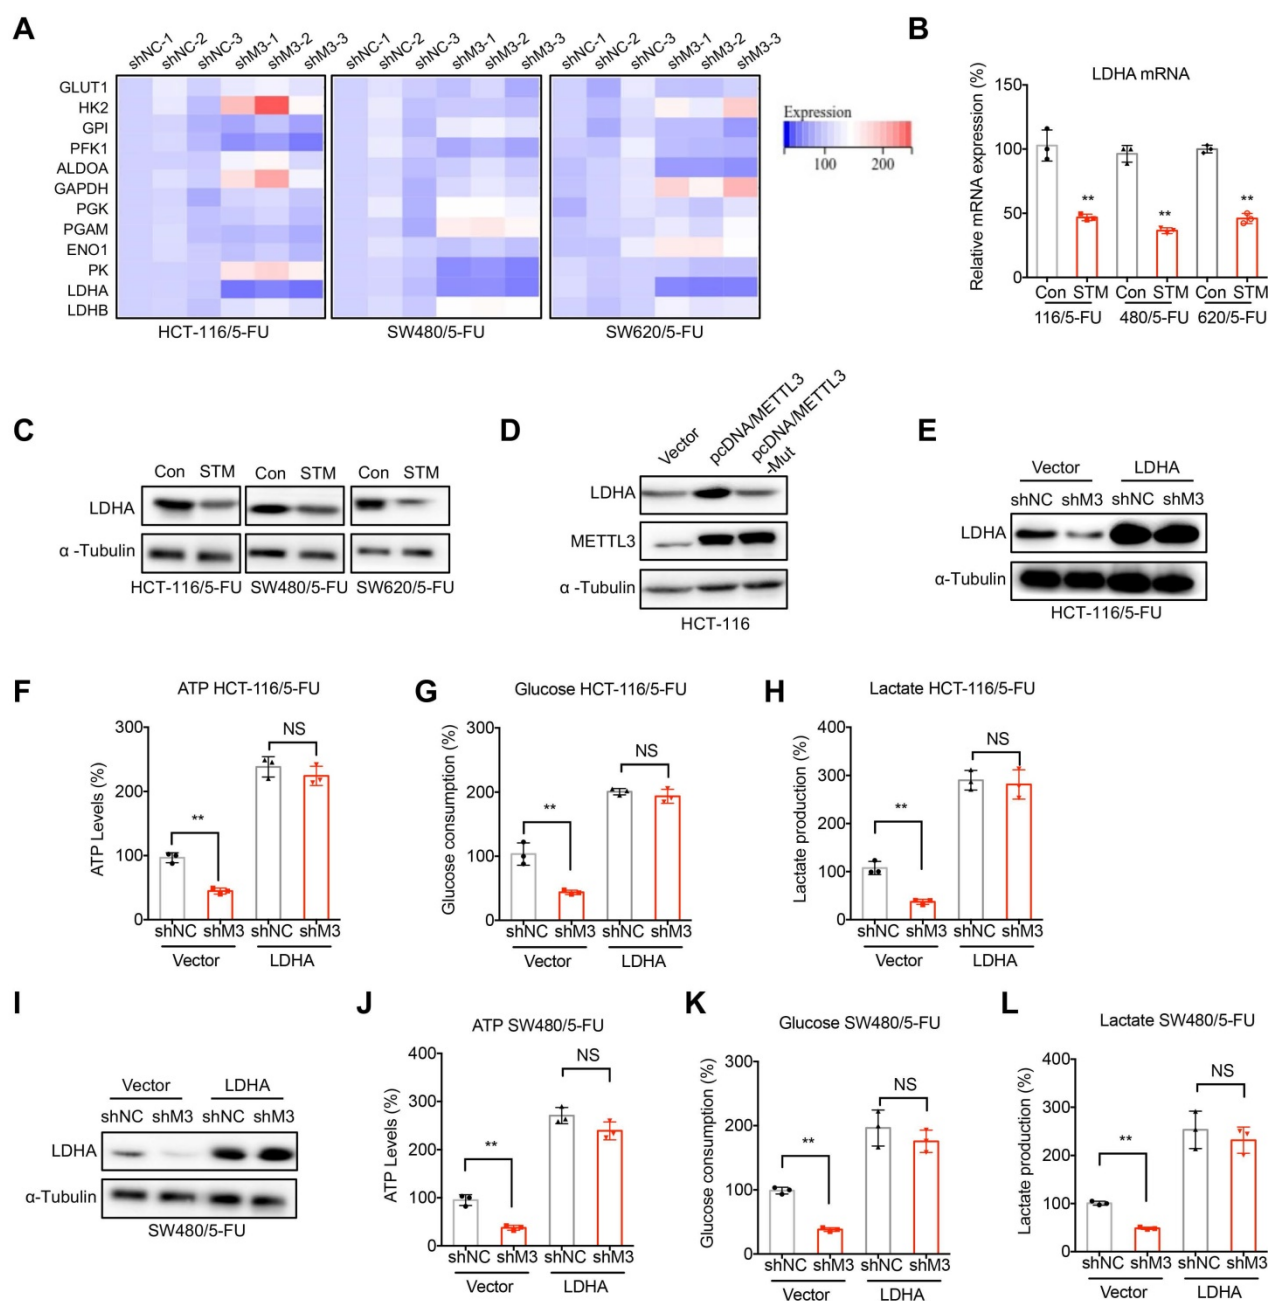 A
shNC-1 shNC-2 shNC-3 shM3-1 shM3-2 shM3-3 shNC-1 shNC-2 shNC-3 shM3-1 shM3-2 shM3-3 shNC-1 shNC-2 shNC-3 shM3-1 shM3-2 shM3-3
GLUT1
HK2
GPI
PFK1
ALDOA
GAPDH
PGK
PGAM
ENO1
PK
LDHA
LDHB
HCT-116/5-FU SW480/5-FU SW620/5-FU
Expression
100 200
B
LDHA mRNA
Relative mRNA expression (%)
150
100
50
0
** ** **
Con STM Con STM Con STM
116/5-FU 480/5-FU 620/5-FU
C
Con STM Con STM Con STM
LDHA
α -Tubulin
HCT-116/5-FU SW480/5-FU SW620/5-FU
D
Vector pcDNA/METTL3 pcDNA/METTL3
-Mut
LDHA
METTL3
α -Tubulin
HCT-116
E
Vector LDHA
shNC shM3 shNC shM3
LDHA
α-Tubulin
HCT-116/5-FU
F
ATP HCT-116/5-FU
ATP Levels (%)
300
200
100
0
** NS
shNC shM3 shNC shM3
Vector LDHA
G
Glucose HCT-116/5-FU
Glucose consumption (%)
300
200
100
0
** NS
shNC shM3 shNC shM3
Vector LDHA
H
Lactate HCT-116/5-FU
Lactate production (%)
400
300
200
100
0
** NS
shNC shM3 shNC shM3
Vector LDHA
I
Vector LDHA
shNC shM3 shNC shM3
LDHA
α-Tubulin
SW480/5-FU
J
ATP SW480/5-FU
ATP Levels (%)
400
300
200
100
0
** NS
shNC shM3 shNC shM3
Vector LDHA
K
Glucose SW480/5-FU
Glucose consumption (%)
300
200
100
0
** NS
shNC shM3 shNC shM3
Vector LDHA
L
Lactate SW480/5-FU
Lactate production (%)
400
300
200
100
0
** NS
shNC shM3 shNC shM3
Vector LDHA